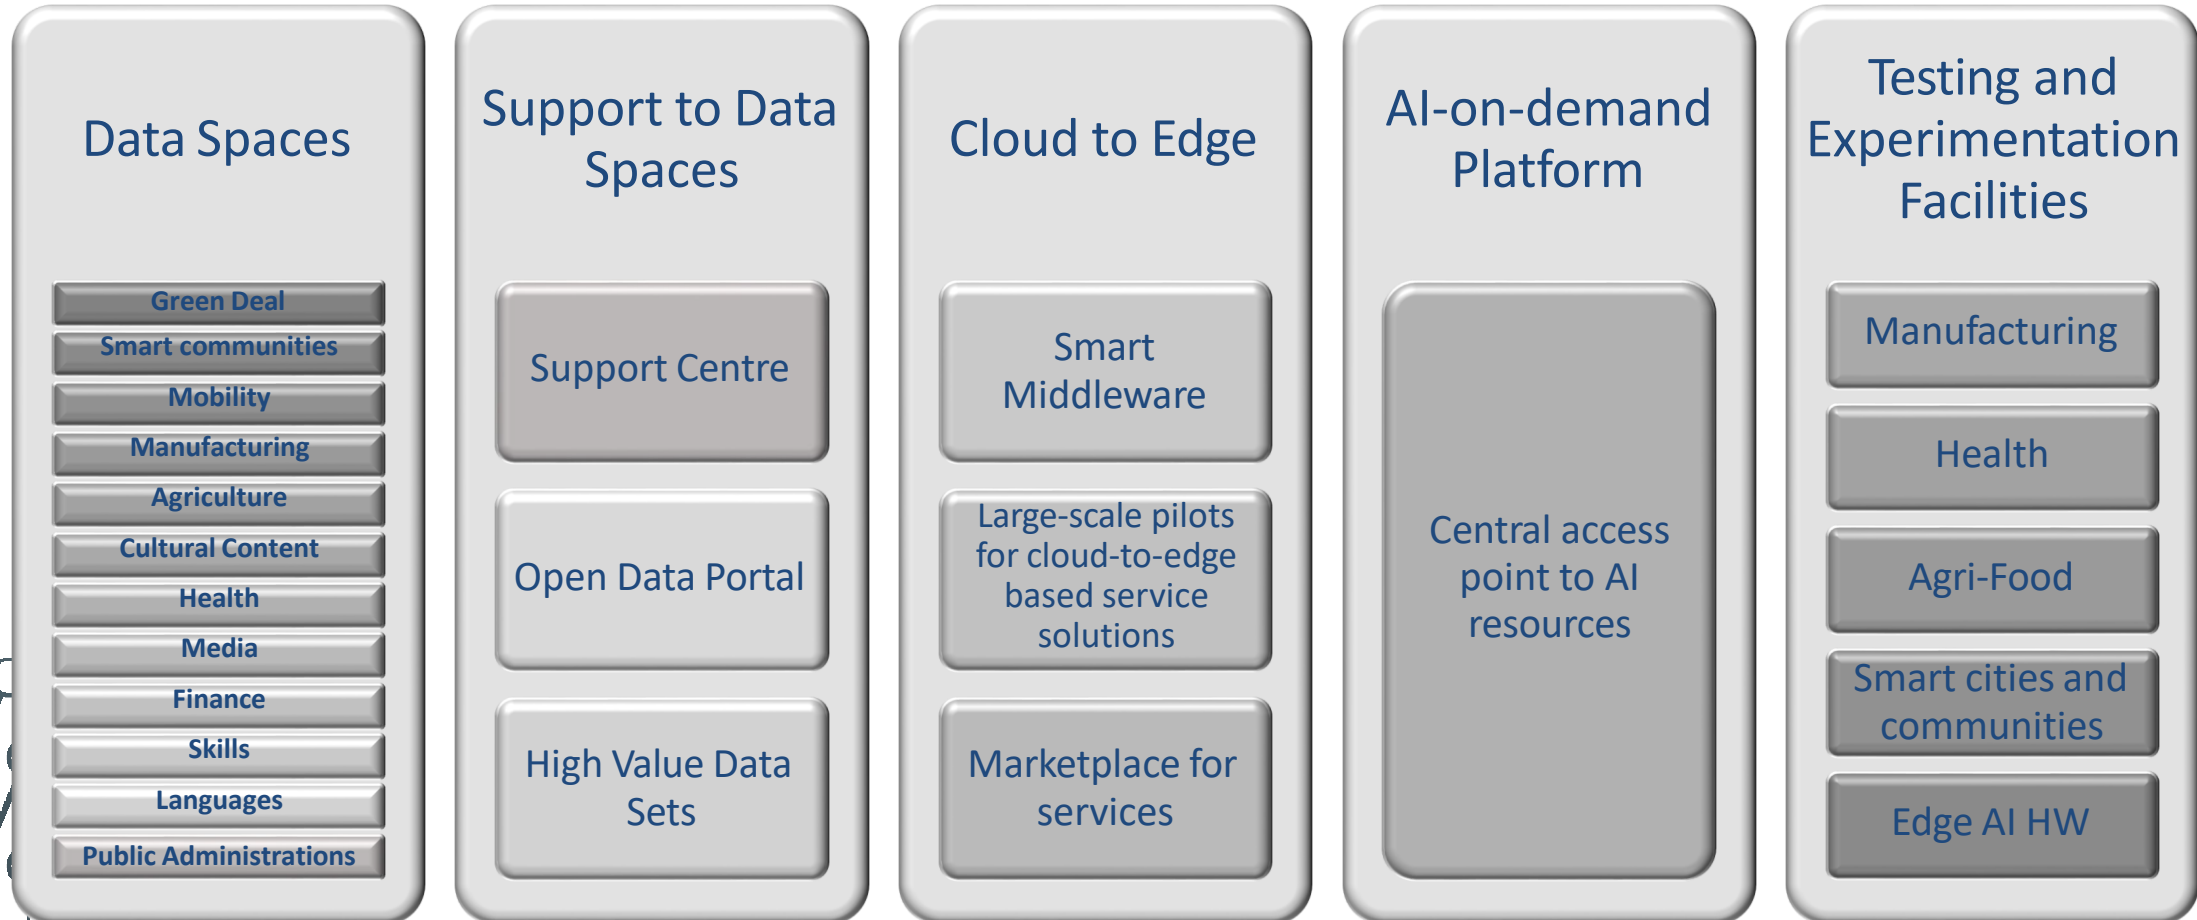 Data Spaces
Green Deal
Smart communities
Mobility
Manufacturing
Agriculture
Cultural Content
Health
Media
Finance
Skills
Languages
Public Administrations
Support to Data
Spaces
Support Centre
Open Data Portal
High Value Data
Sets
Cloud to Edge
Smart
Middleware
Large-scale pilots
for cloud-to-edge
based service
solutions
Marketplace for
services
AI-on-demand
Platform
Central access
point to AI
resources
Testing and
Experimentation
Facilities
Manufacturing
Health
Agri-Food
Smart cities and
communities
Edge AI HW